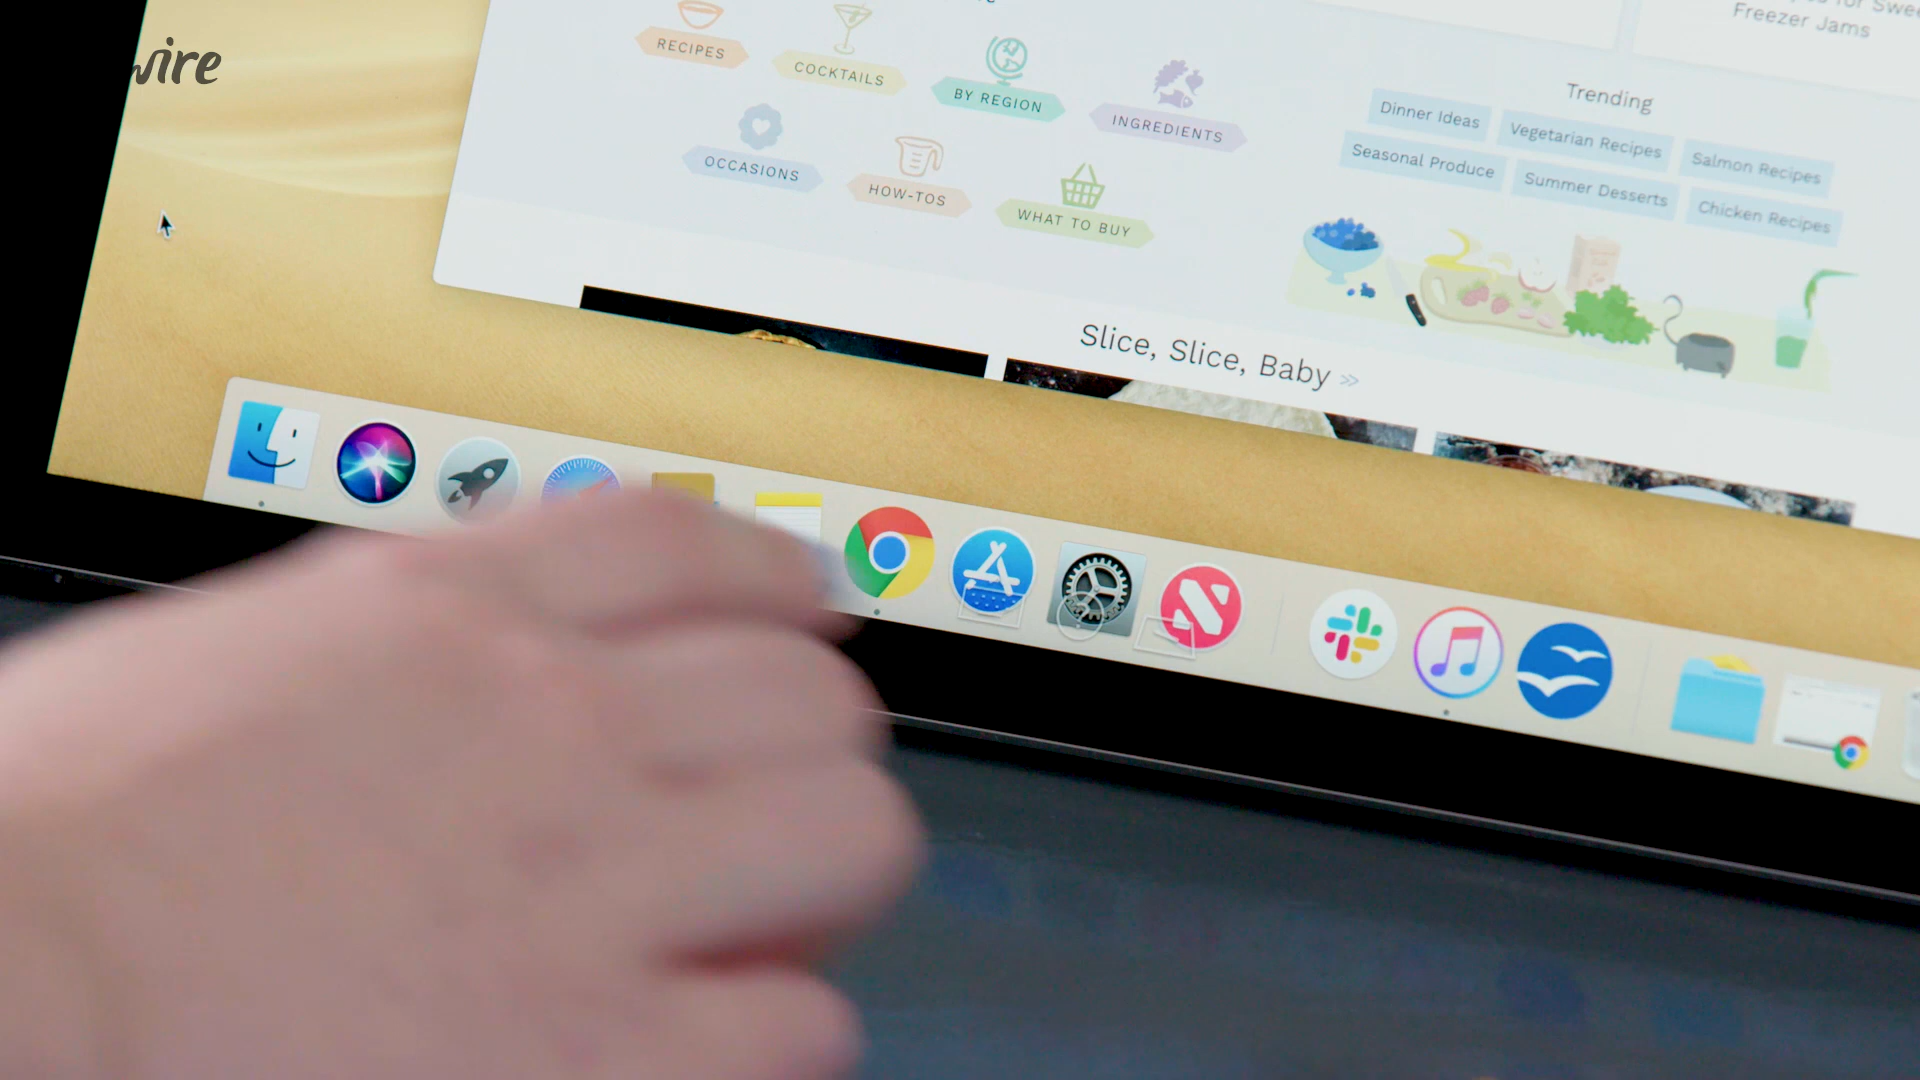 wire
Freezer Jams
RECIPES
COCKTAILS
BY REGION
INGREDIENTS
OCCASIONS
HOW-TOS
WHAT TO BUY
Trending
Dinner Ideas
Vegetarian Recipes
Salmon Recipes
Seasonal Produce
Summer Desserts
Chicken Recipes
Slice, Slice, Baby »